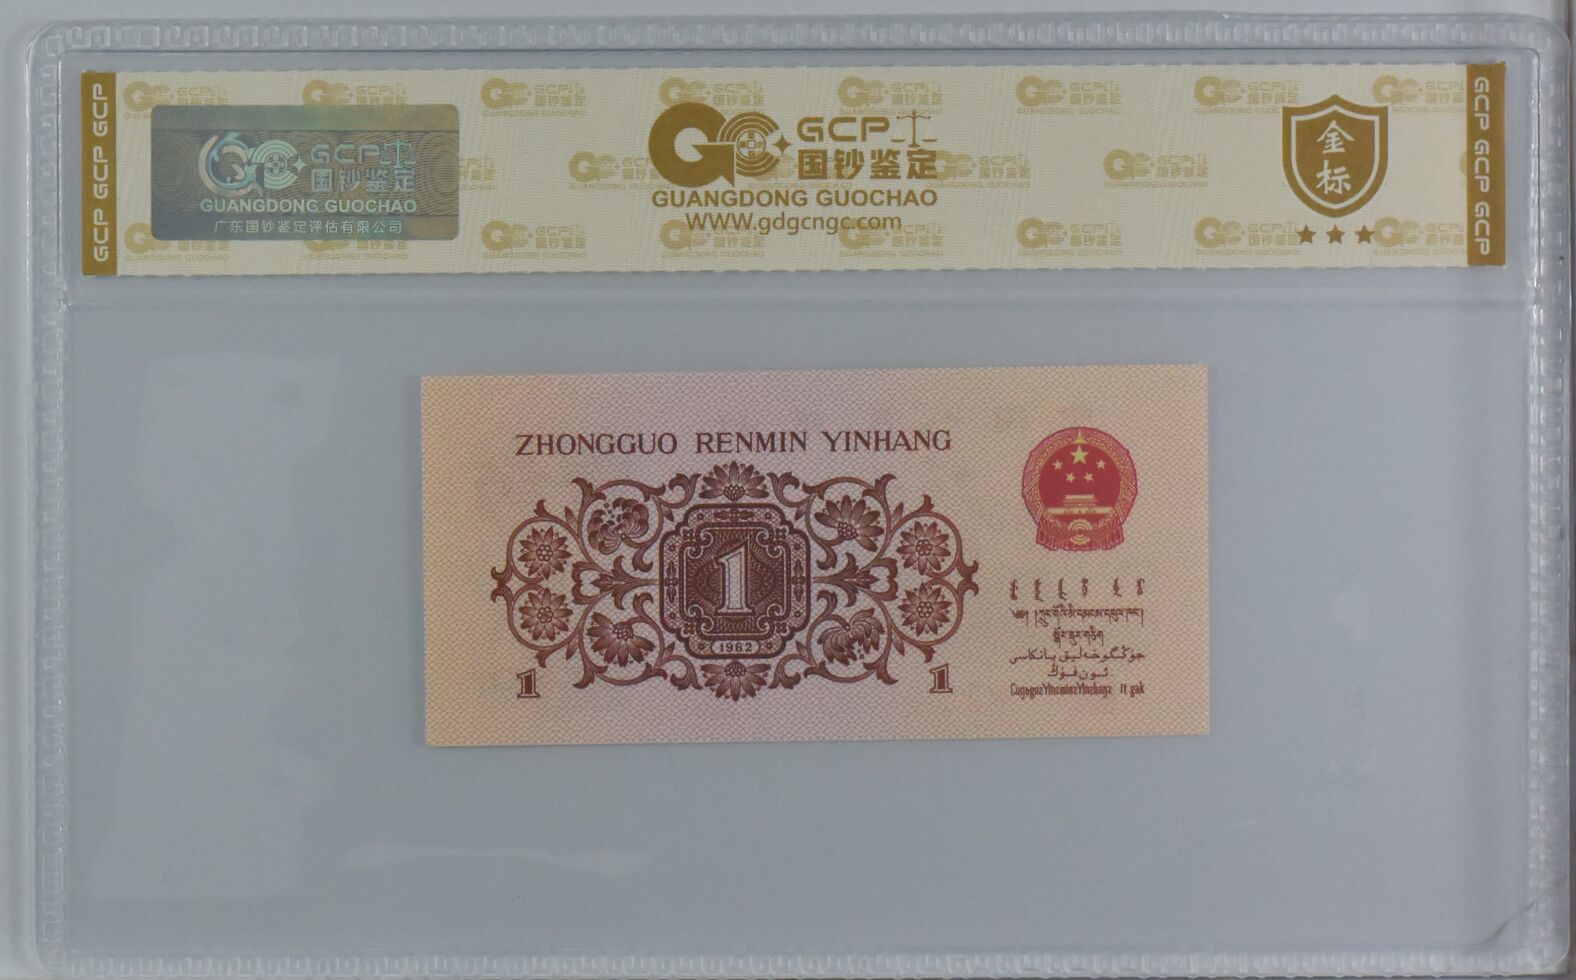 GCP GCP GCP
GCP
国钞鉴定
GUANGDONG GUOCHAO
广东国钞鉴定评估有限公司
GCP
国钞鉴定
GUANGDONG GUOCHAO
WWW.gdgcngc.com
金标
GCP GCP GCP
ZHONGGUO RENMIN YINHANG
1
1962
1
1
جۇڭگوخەلىق بانكاسى